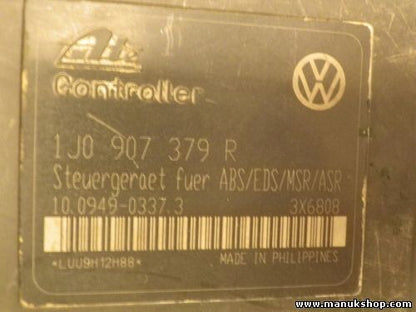 ATE
Controller
1J0 907 379 R
Steuergeraet fuer ABS/EDS/MSR/ASR
10.0949-0337.3 3X6808
*LUU9H12H88* MADE IN PHILIPPINES
www.manukshop.com